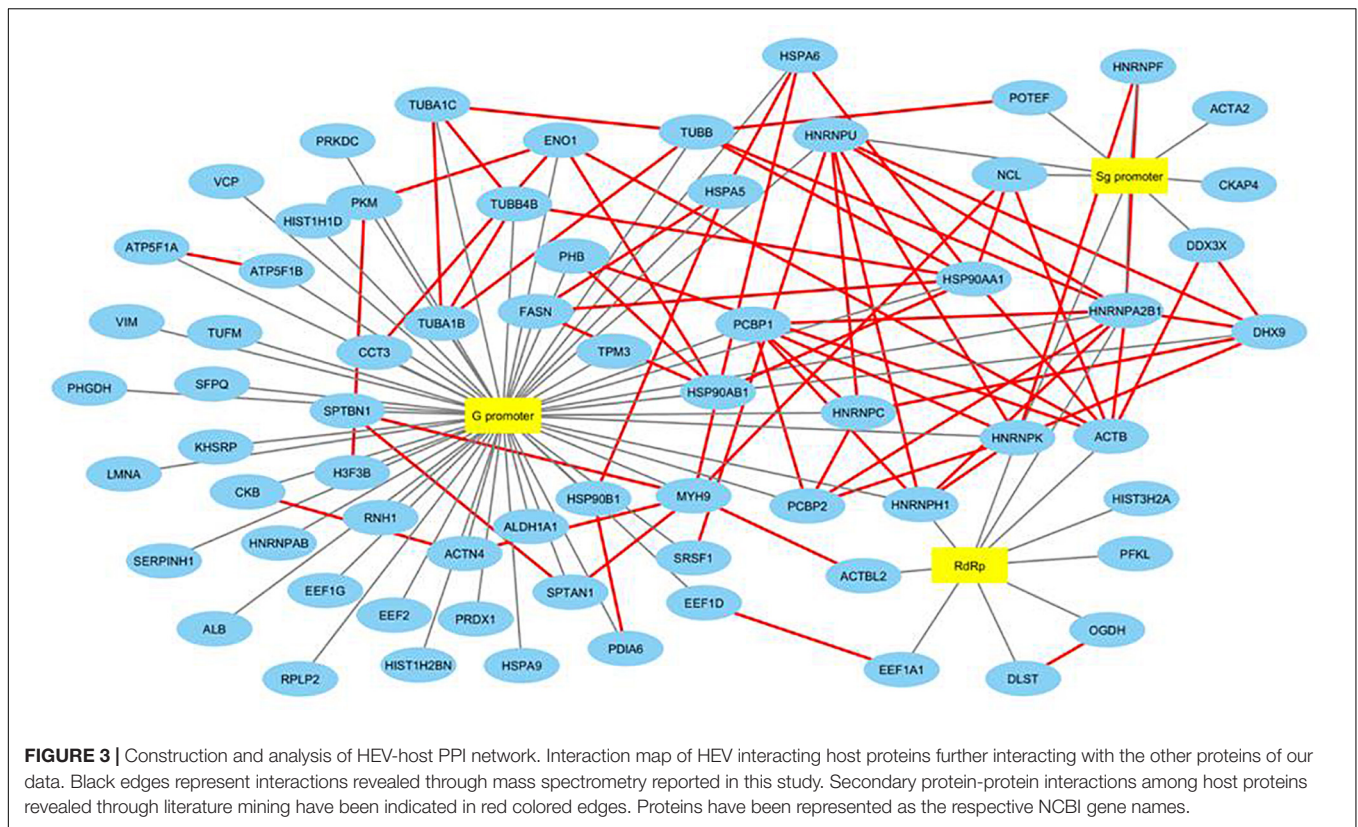 HSPA6
HNRNPF
TUBA1C
POTEF
ACTA2
PRKDC
ENO1
TUBB
HNRNPU
NCL
Sg promoter
VCP
PKM
HSPA5
CKAP4
HIST1H1D
TUBB4B
ATP5F1A
ATP5F1B
PHB
DDX3X
HSP90AA1
VIM
TUFM
TUBA1B
FASN
PCBP1
HNRNPA2B1
DHX9
CCT3
TPM3
PHGDH
SFPQ
SPTBN1
G promoter
HSP90AB1
HNRNPC
HNRNPK
ACTB
KHSRP
LMNA
H3F3B
CKB
HSP90B1
MYH9
PCBP2
HNRNPH1
HIST3H2A
RNH1
ALDH1A1
HNRNPAB
SERPINH1
ACTN4
SRSF1
PFKL
RdRp
ACTBL2
EEF1G
SPTAN1
EEF1D
EEF2
PRDX1
ALB
OGDH
PDIA6
HIST1H2BN
HSPA9
EEF1A1
RPLP2
DLST
FIGURE 3 | Construction and analysis of HEV-host PPI network. Interaction map of HEV interacting host proteins further interacting with the other proteins of our
data. Black edges represent interactions revealed through mass spectrometry reported in this study. Secondary protein-protein interactions among host proteins
revealed through literature mining have been indicated in red colored edges. Proteins have been represented as the respective NCBI gene names.